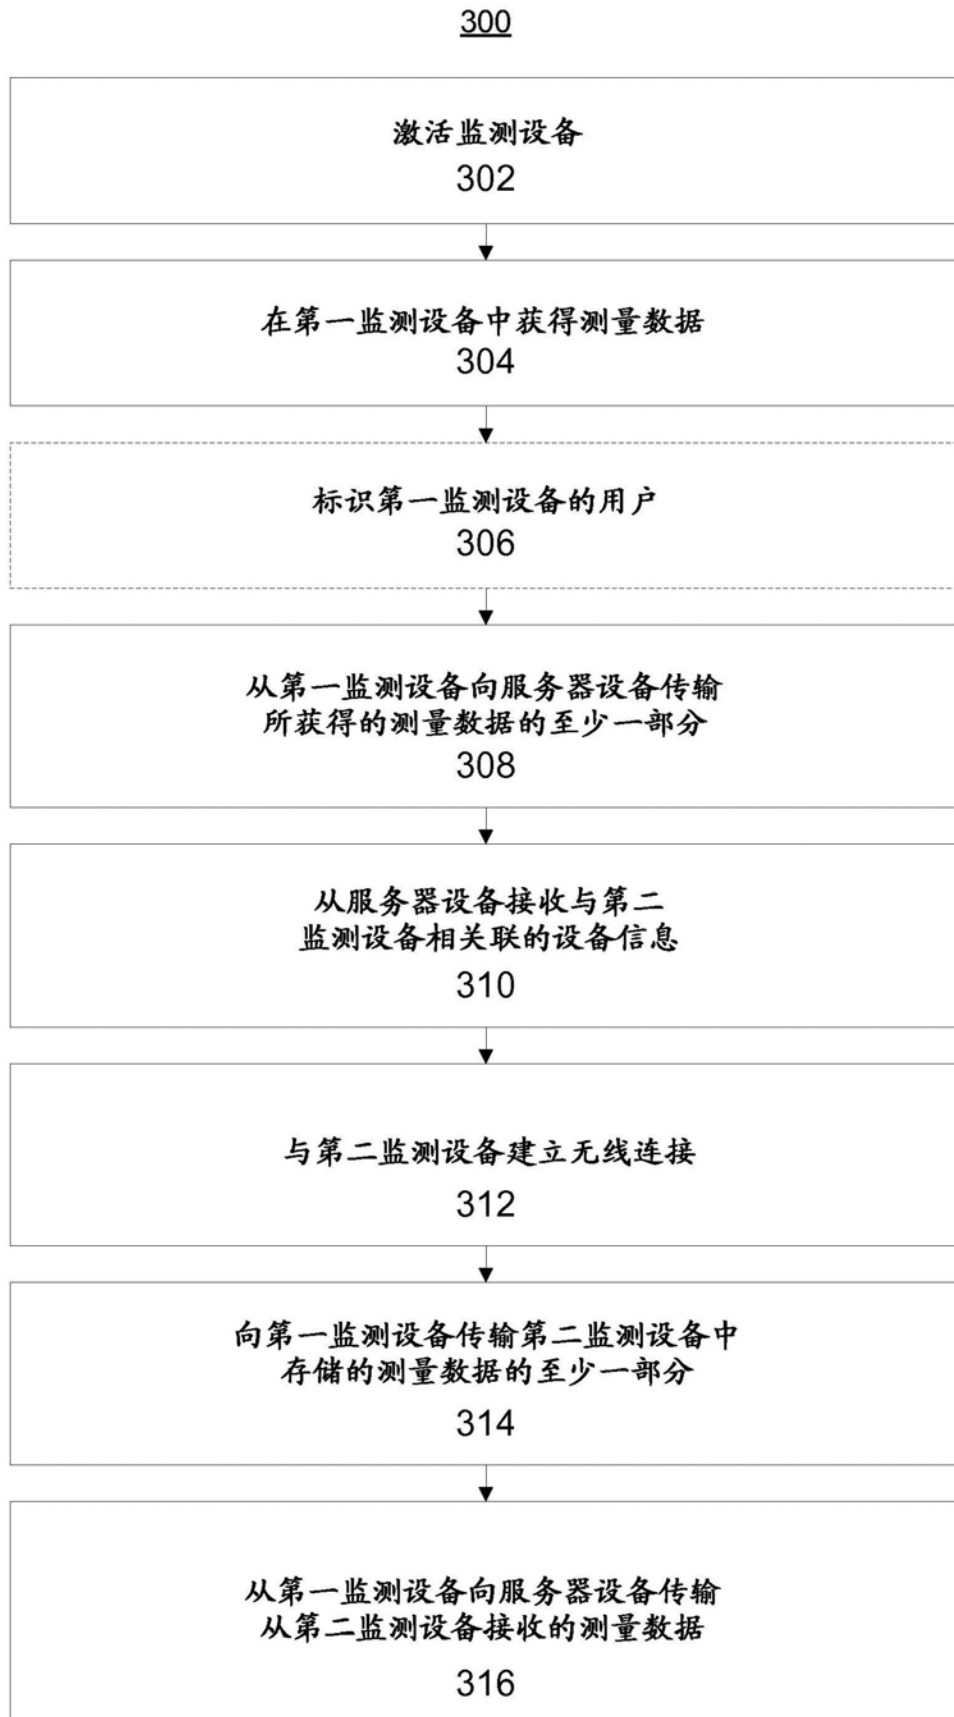 300
激活监测设备
302
在第一监测设备中获得测量数据
304
标识第一监测设备的用户
306
从第一监测设备向服务器设备传输
所获得的测量数据的至少一部分
308
从服务器设备接收与第二
监测设备相关联的设备信息
310
与第二监测设备建立无线连接
312
向第一监测设备传输第二监测设备中
存储的测量数据的至少一部分
314
从第一监测设备向服务器设备传输
从第二监测设备接收的测量数据
316